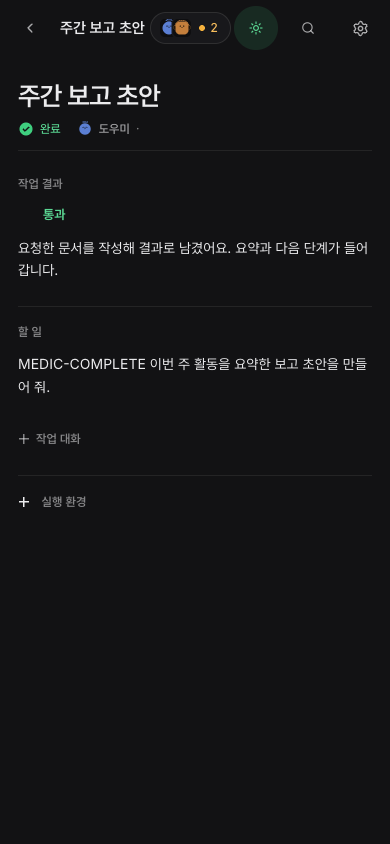 주간 보고 초안
2
주간 보고 초안
완료 도우미 ·
작업 결과
통과
요청한 문서를 작성해 결과로 남겼어요. 요약과 다음 단계가 들어
갑니다.
할 일
MEDIC-COMPLETE 이번 주 활동을 요약한 보고 초안을 만들
어 줘.
작업 대화
실행 환경